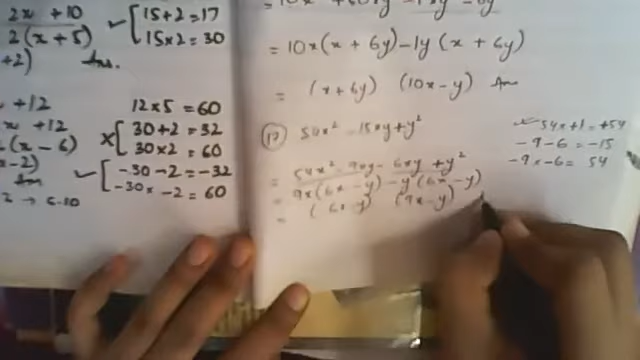 2x + 10
2(x + 5)
+2)
Ans.
15 + 2 = 17
15 × 2 = 30
x + 12
x + 12
(x - 6)
x - 2)
Ans
12 × 5 = 60
30 + 2 = 32
30 × 2 = 60
-30 - 2 = -32
-30 × -2 = 60
= 10x (x + 6y) - 1y (x + 6y)
= (x + 6y) (10x - y) Ans
54x² - 15xy + y²
= 54x² - 9xy - 6xy + y²
= 9x (6x - y) - y (6x - y)
= (6x - y) (9x - y)
54 × 1 = +54
-9 - 6 = -15
-9 × -6 = 54